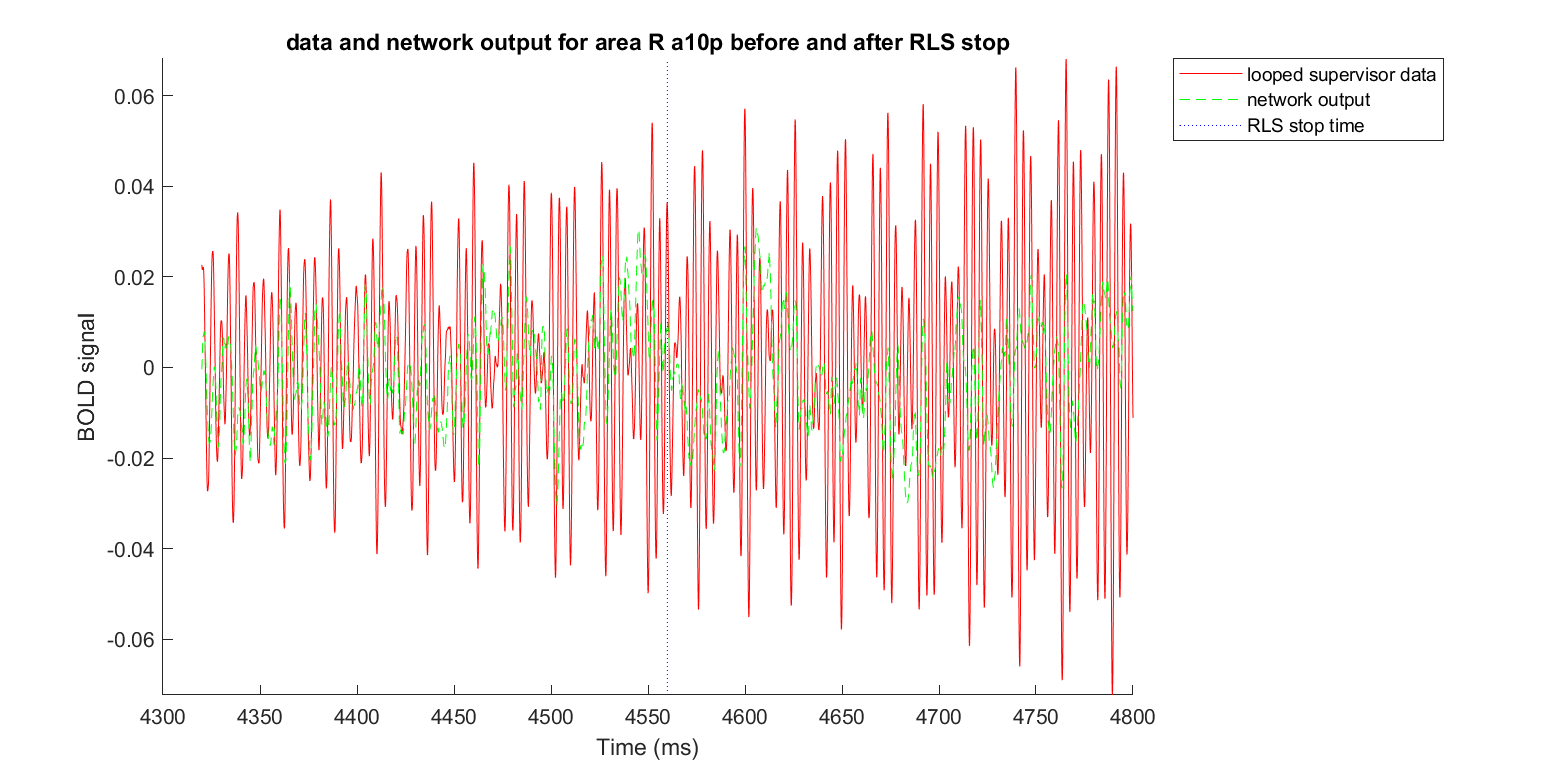 data and network output for area R a10p before and after RLS stop
looped supervisor data
network output
RLS stop time
BOLD signal
0.06
0.04
0.02
0
-0.02
-0.04
-0.06
4300 4350 4400 4450 4500 4550 4600 4650 4700 4750 4800
Time (ms)